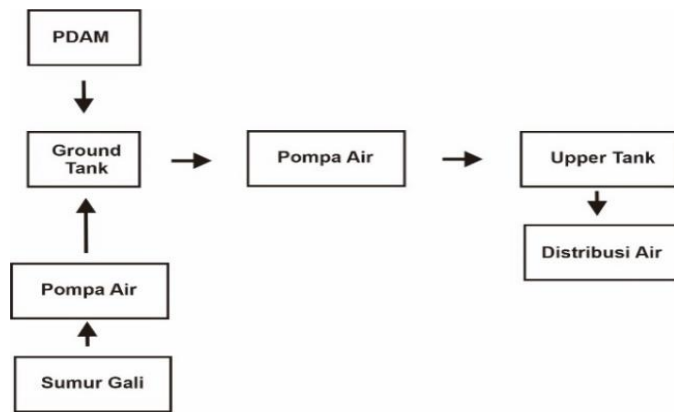 PDAM
Ground
Tank
Pompa Air
Upper Tank
Distribusi Air
Pompa Air
Sumur Gali